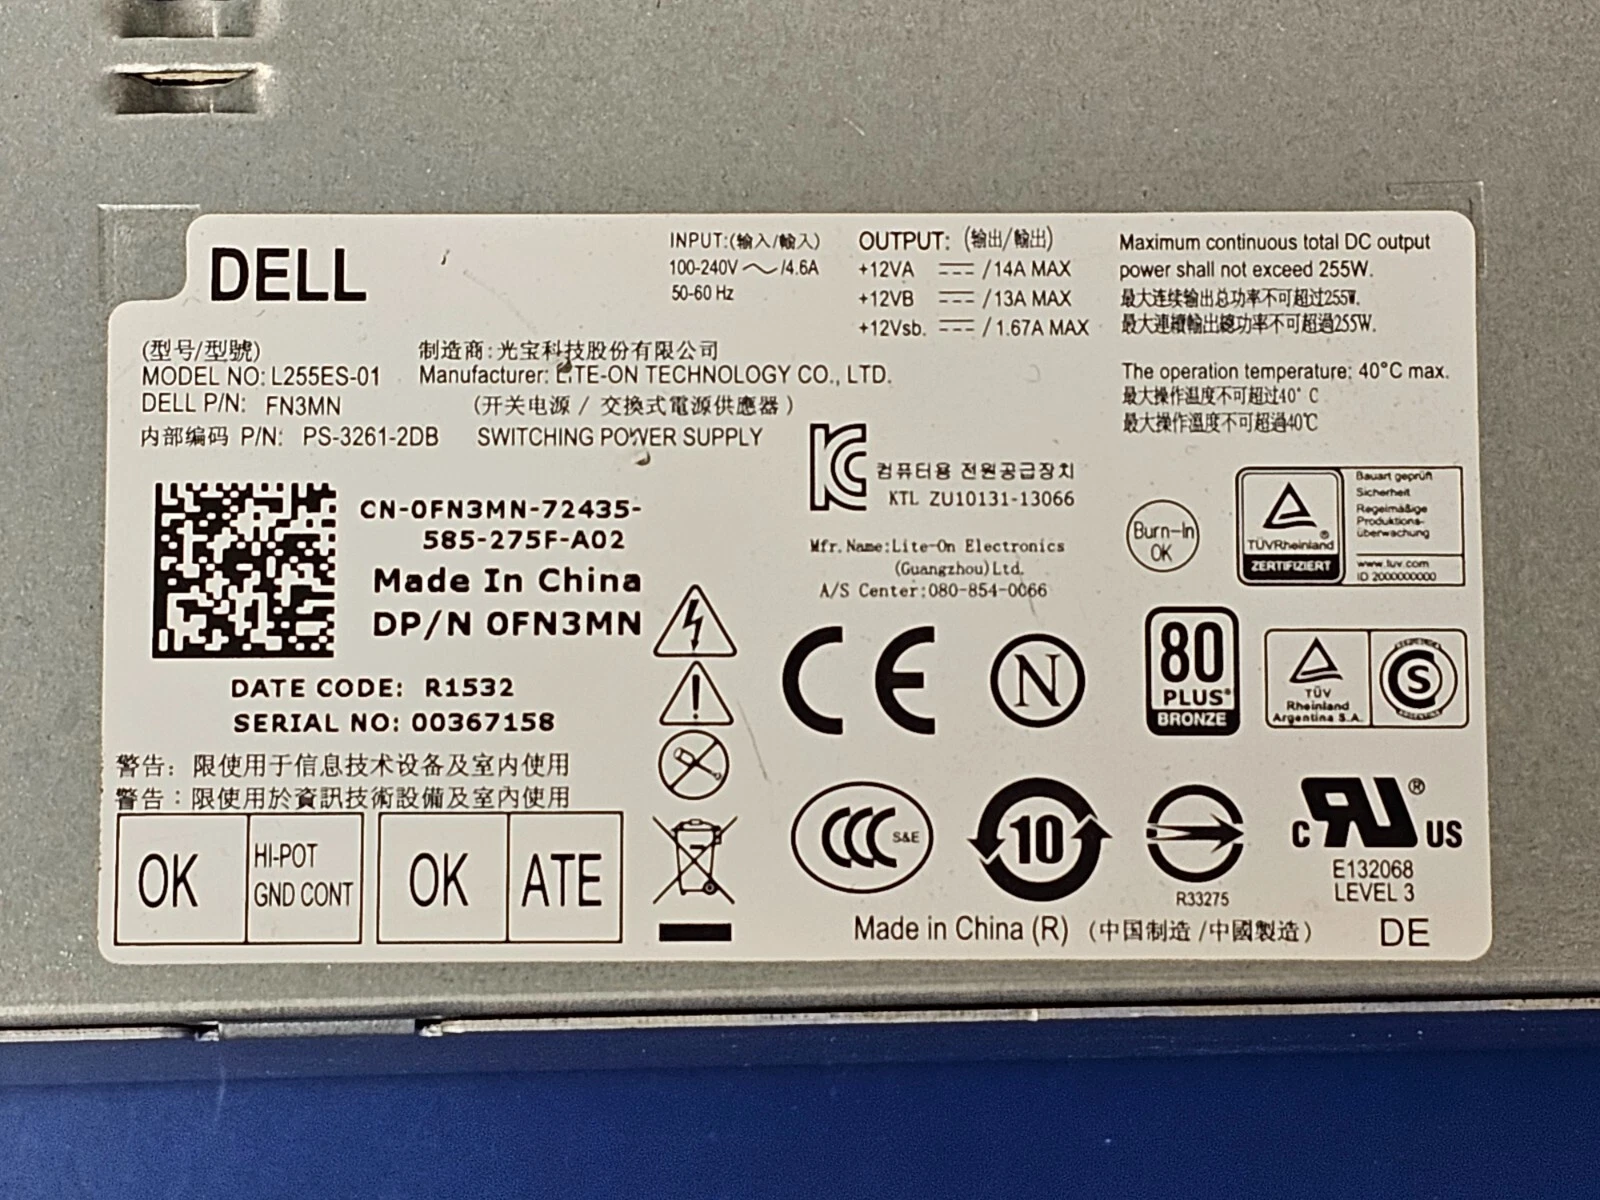 DELL
INPUT:(输入/輸入)
100-240V ～ /4.6A
50-60 Hz
OUTPUT: (输出/輸出)
+12VA ⎓ /14A MAX
+12VB ⎓ /13A MAX
+12Vsb. ⎓ /1.67A MAX
Maximum continuous total DC output
power shall not exceed 255W.
最大连续输出总功率不可超过255W.
最大連續輸出總功率不可超過255W.
The operation temperature: 40°C max.
最大操作温度不可超过40°C
最大操作溫度不可超過40℃
(型号/型號)
MODEL NO: L255ES-01
DELL P/N: FN3MN
内部编码 P/N: PS-3261-2DB
制造商:光宝科技股份有限公司
Manufacturer: LITE-ON TECHNOLOGY CO., LTD.
(开关电源 / 交換式電源供應器)
SWITCHING POWER SUPPLY
컴퓨터용 전원공급장치
KTL ZU10131-13066
Mfr.Name:Lite-On Electronics
(Guangzhou)Ltd.
A/S Center:080-854-0066
Burn-In
OK
TÜVRheinland
®
ZERTIFIZIERT
Bauart geprüft
Sicherheit
Regelmäßige
Produktions-
überwachung
www.tuv.com
ID 2000000000
CN-0FN3MN-72435-
585-275F-A02
Made In China
DP/N 0FN3MN
DATE CODE: R1532
SERIAL NO: 00367158
警告: 限使用于信息技术设备及室内使用
警告:限使用於資訊技術設備及室內使用
OK
HI-POT
GND CONT
OK
ATE
CE
N
80
PLUS®
BRONZE
TÜV
Rheinland
Argentina S.A.
REPUBLICA
S
ARGENTINA
CCC S&E
10
R33275
c RU US ®
E132068
LEVEL 3
Made in China (R) (中国制造 /中國製造)
DE